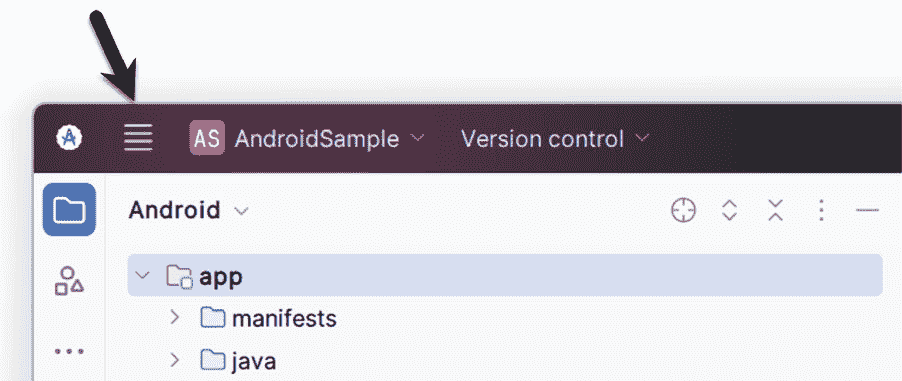 AS AndroidSample Version control
Android
app
manifests
java